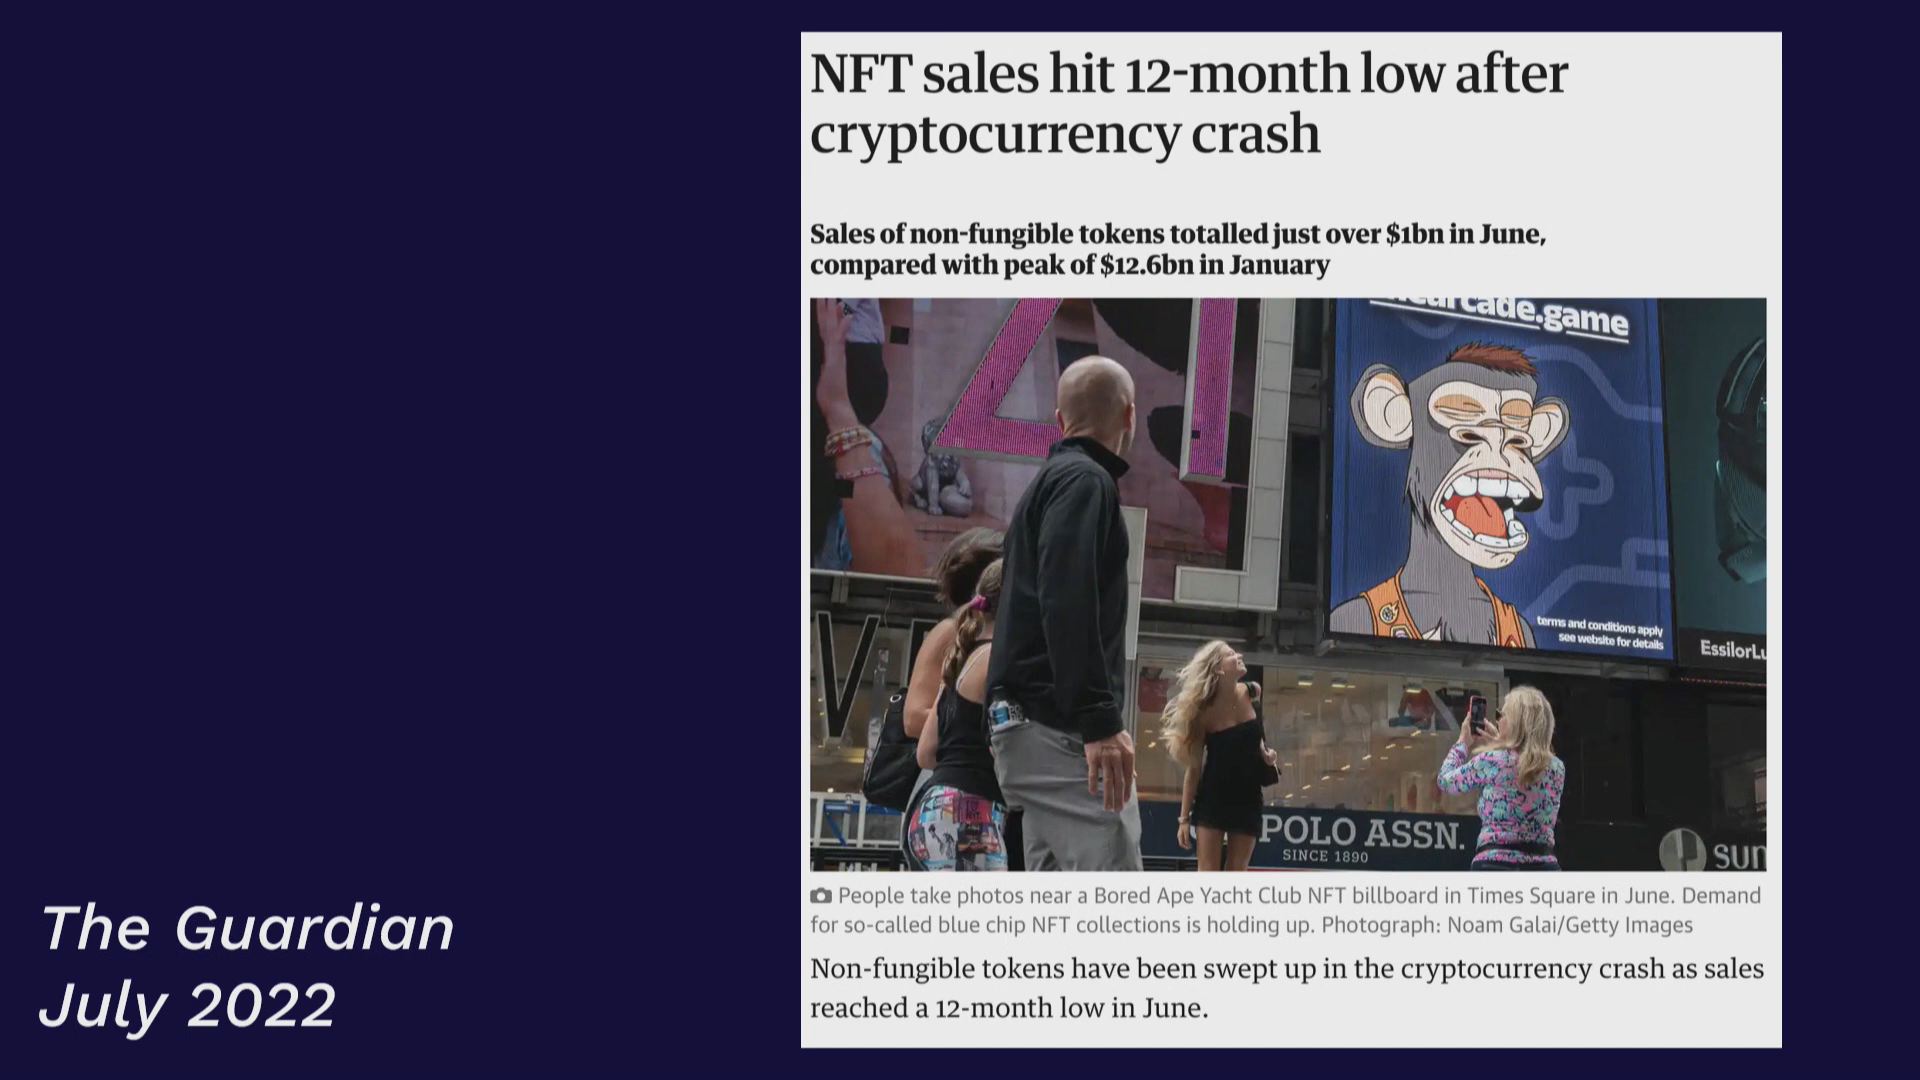 NFT sales hit 12-month low after
cryptocurrency crash
Sales of non-fungible tokens totalled just over $1bn in June,
compared with peak of $12.6bn in January
arcade.game
terms and conditions apply
see website for details
EssilorLu
POLO ASSN.
SINCE 1890
sun
People take photos near a Bored Ape Yacht Club NFT billboard in Times Square in June. Demand
for so-called blue chip NFT collections is holding up. Photograph: Noam Galai/Getty Images
Non-fungible tokens have been swept up in the cryptocurrency crash as sales
reached a 12-month low in June.
The Guardian
July 2022